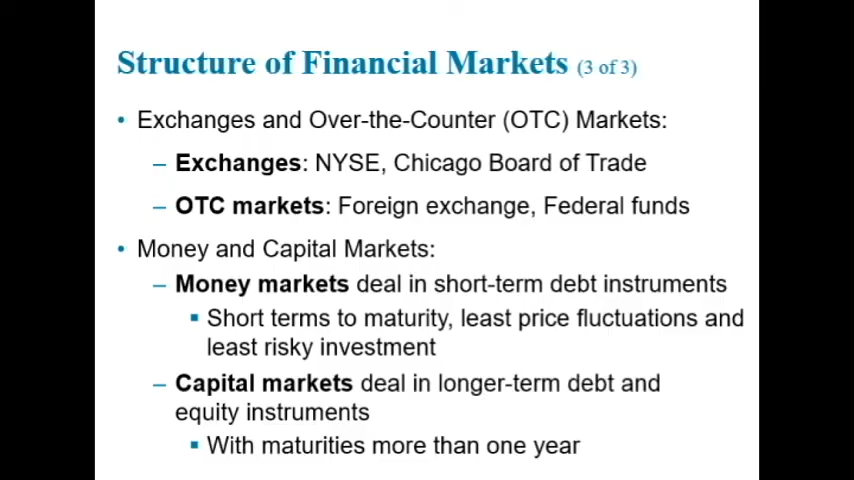 Structure of Financial Markets (3 of 3)
• Exchanges and Over-the-Counter (OTC) Markets:
– Exchanges: NYSE, Chicago Board of Trade
– OTC markets: Foreign exchange, Federal funds
• Money and Capital Markets:
– Money markets deal in short-term debt instruments
▪ Short terms to maturity, least price fluctuations and
least risky investment
– Capital markets deal in longer-term debt and
equity instruments
▪ With maturities more than one year